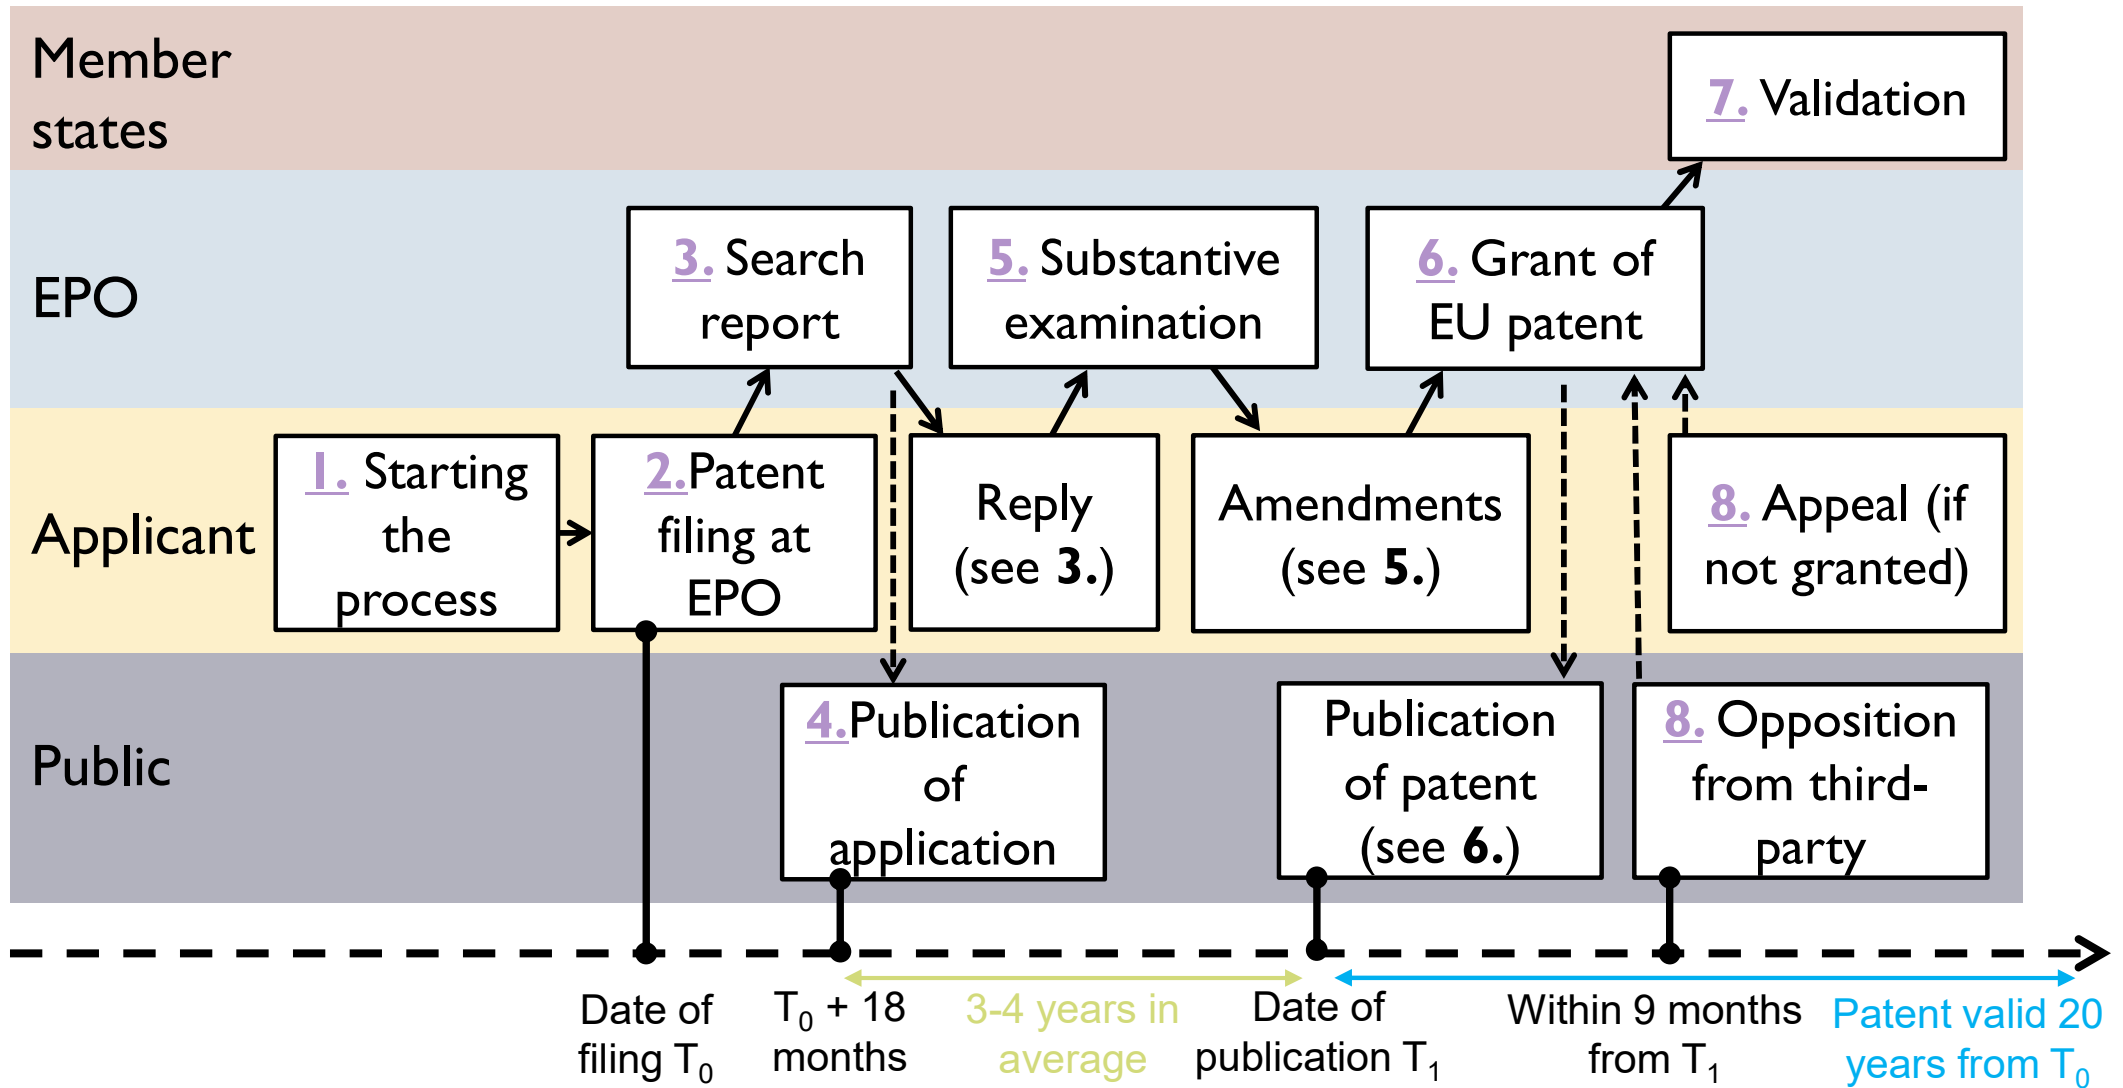 Member
states
7. Validation
EPO
3. Search
report
5. Substantive
examination
6. Grant of
EU patent
Applicant
1. Starting
the
process
2.Patent
filing at
EPO
Reply
(see 3.)
Amendments
(see 5.)
8. Appeal (if
not granted)
Public
4.Publication
of
application
Publication
of patent
(see 6.)
8. Opposition
from third-
party
Date of
filing T0
T0 + 18
months
3-4 years in
average
Date of
publication T1
Within 9 months
from T1
Patent valid 20
years from T0